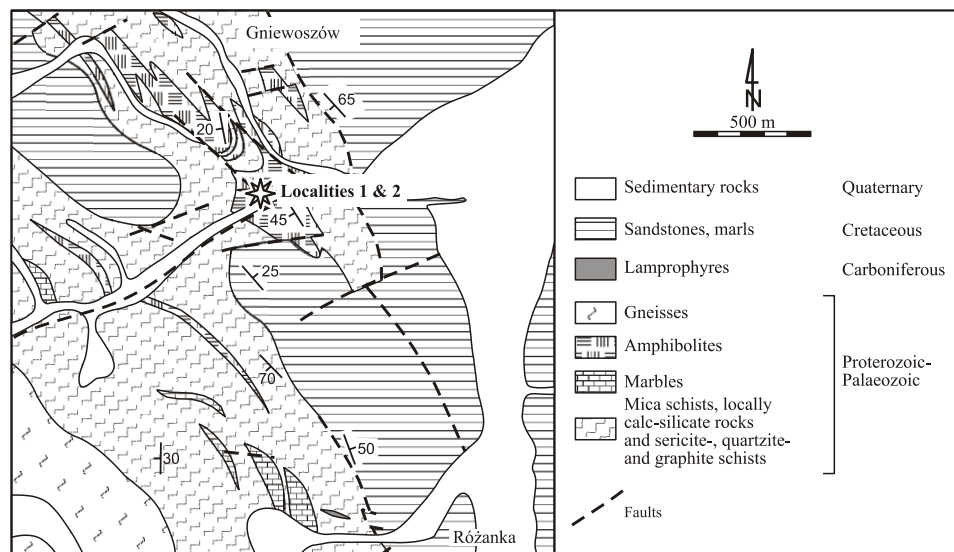 Gniewoszów
65
20
Localities 1 & 2
45
25
70
50
30
Różanka
N
500 m
Sedimentary rocks Quaternary
Sandstones, marls Cretaceous
Lamprophyres Carboniferous
Gneisses
Amphibolites
Marbles
Proterozoic-
Palaeozoic
Mica schists, locally
calc-silicate rocks
and sericite-, quartzite-
and graphite schists
Faults